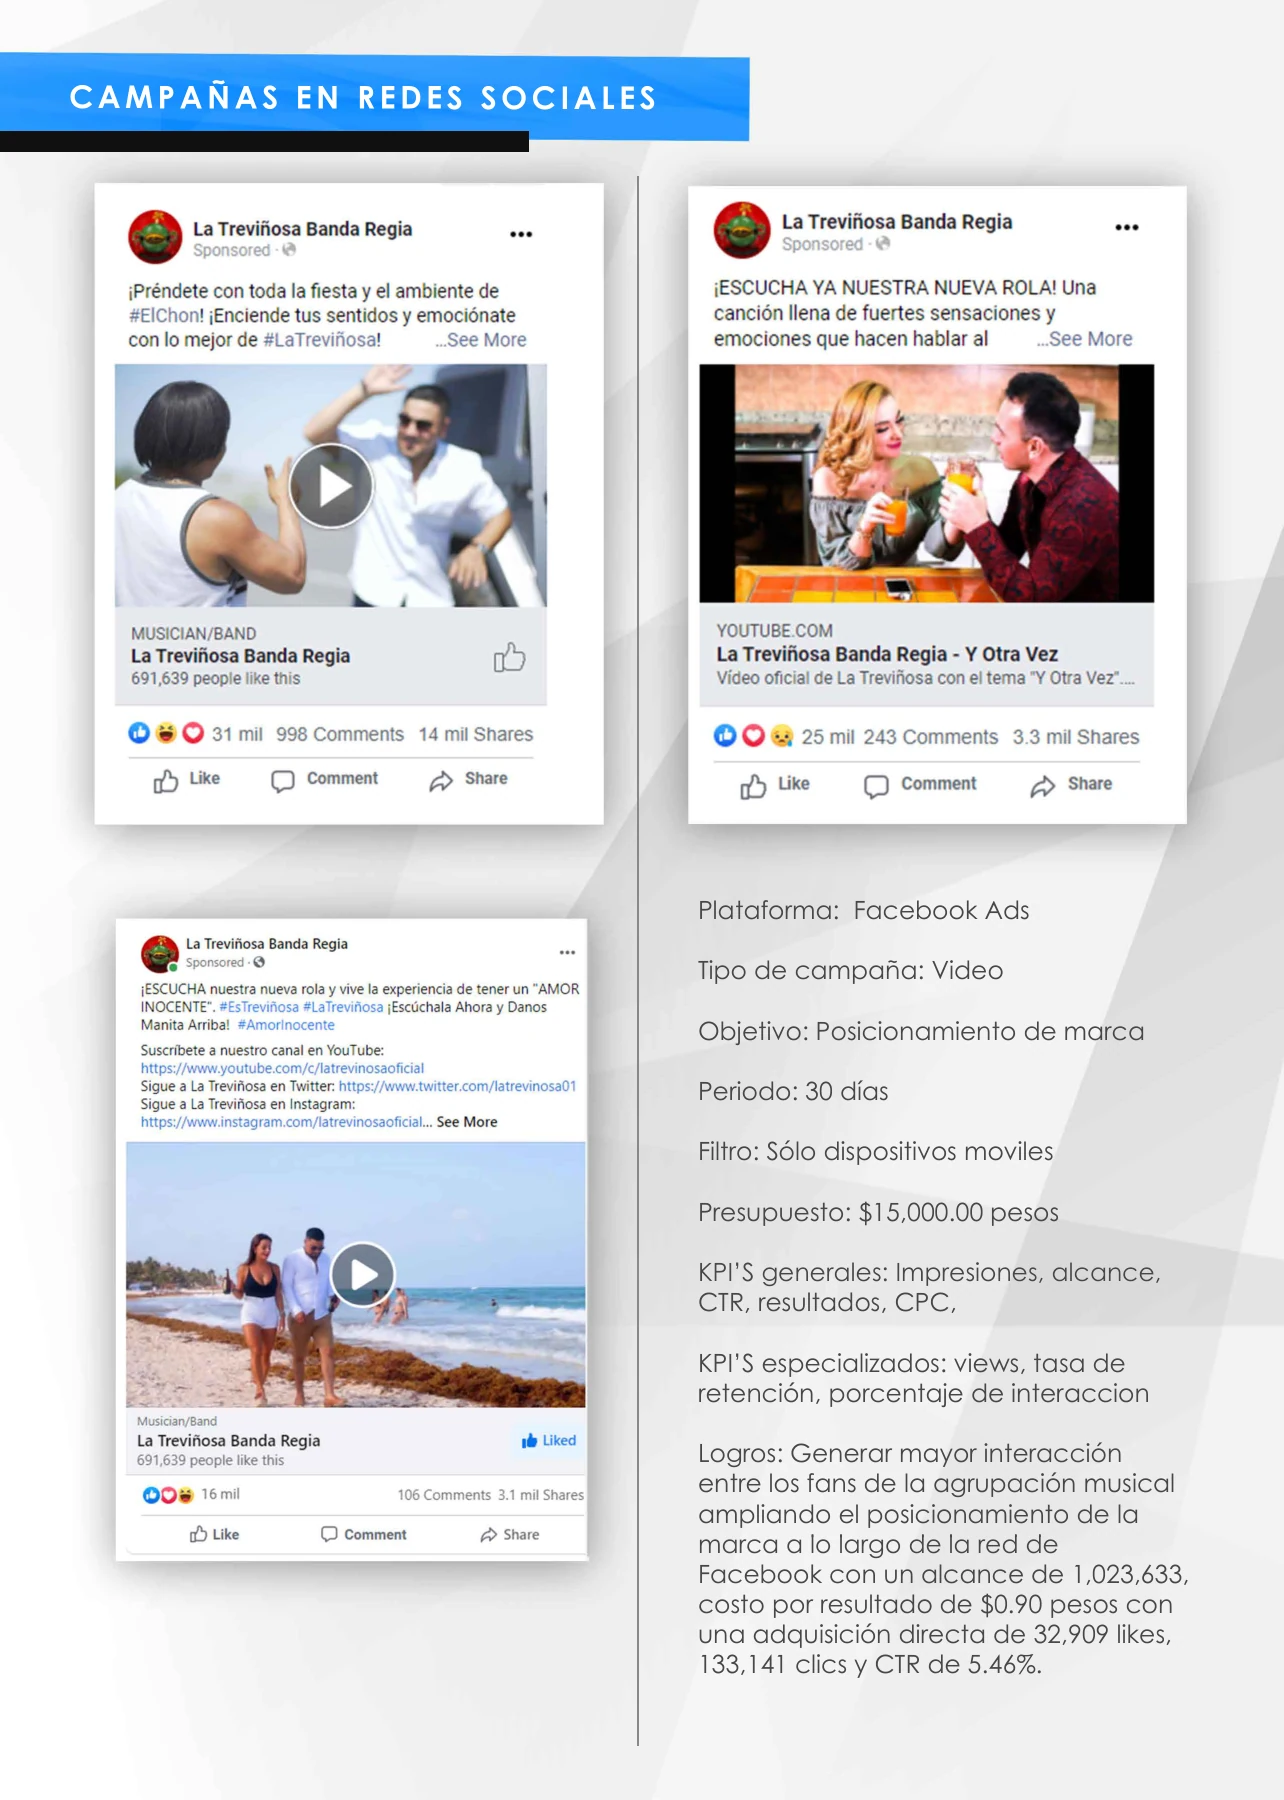 CAMPAÑAS EN REDES SOCIALES
La Treviñosa Banda Regia
Sponsored ·
¡Préndete con toda la fiesta y el ambiente de
#ElChon! ¡Enciende tus sentidos y emociónate
con lo mejor de #LaTreviñosa! ...See More
MUSICIAN/BAND
La Treviñosa Banda Regia
691,639 people like this
31 mil 998 Comments 14 mil Shares
Like Comment Share
La Treviñosa Banda Regia
Sponsored ·
¡ESCUCHA YA NUESTRA NUEVA ROLA! Una
canción llena de fuertes sensaciones y
emociones que hacen hablar al ...See More
YOUTUBE.COM
La Treviñosa Banda Regia - Y Otra Vez
Vídeo oficial de La Treviñosa con el tema "Y Otra Vez"....
25 mil 243 Comments 3.3 mil Shares
Like Comment Share
La Treviñosa Banda Regia
Sponsored ·
¡ESCUCHA nuestra nueva rola y vive la experiencia de tener un "AMOR
INOCENTE". #EsTreviñosa #LaTreviñosa ¡Escúchala Ahora y Danos
Manita Arriba! #AmorInocente
Suscríbete a nuestro canal en YouTube:
https://www.youtube.com/c/latrevinosaoficial
Sigue a La Treviñosa en Twitter: https://www.twitter.com/latrevinosa01
Sigue a La Treviñosa en Instagram:
https://www.instagram.com/latrevinosaoficial... See More
Musician/Band
La Treviñosa Banda Regia
Liked
691,639 people like this
16 mil 106 Comments 3.1 mil Shares
Like Comment Share
Plataforma: Facebook Ads
Tipo de campaña: Video
Objetivo: Posicionamiento de marca
Periodo: 30 días
Filtro: Sólo dispositivos moviles
Presupuesto: $15,000.00 pesos
KPI'S generales: Impresiones, alcance,
CTR, resultados, CPC,
KPI'S especializados: views, tasa de
retención, porcentaje de interaccion
Logros: Generar mayor interacción
entre los fans de la agrupación musical
ampliando el posicionamiento de la
marca a lo largo de la red de
Facebook con un alcance de 1,023,633,
costo por resultado de $0.90 pesos con
una adquisición directa de 32,909 likes,
133,141 clics y CTR de 5.46%.